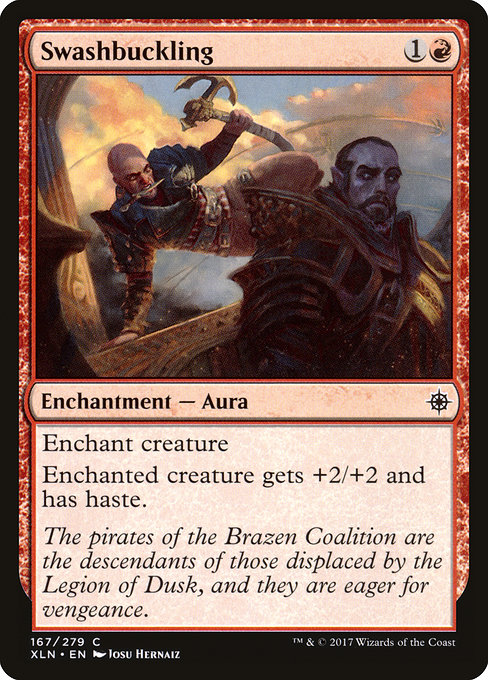 Swashbuckling 1
Enchantment — Aura
Enchant creature
Enchanted creature gets +2/+2 and
has haste.
The pirates of the Brazen Coalition are
the descendants of those displaced by the
Legion of Dusk, and they are eager for
vengeance.
167/279 C
XLN • EN Josu Hernaiz
™ & © 2017 Wizards of the Coast